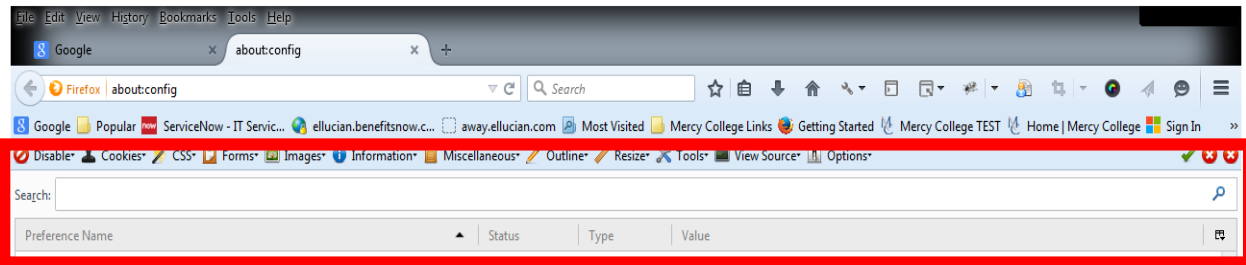 File Edit View History Bookmarks Tools Help
Google about:config
Firefox about:config Search
Google Popular now ServiceNow - IT Servic... ellucian.benefitsnow.c... away.ellucian.com Most Visited Mercy College Links Getting Started Mercy College TEST Home | Mercy College Sign In »
Disable Cookies CSS Forms Images Information Miscellaneous Outline Resize Tools View Source Options
Search:
Preference Name Status Type Value